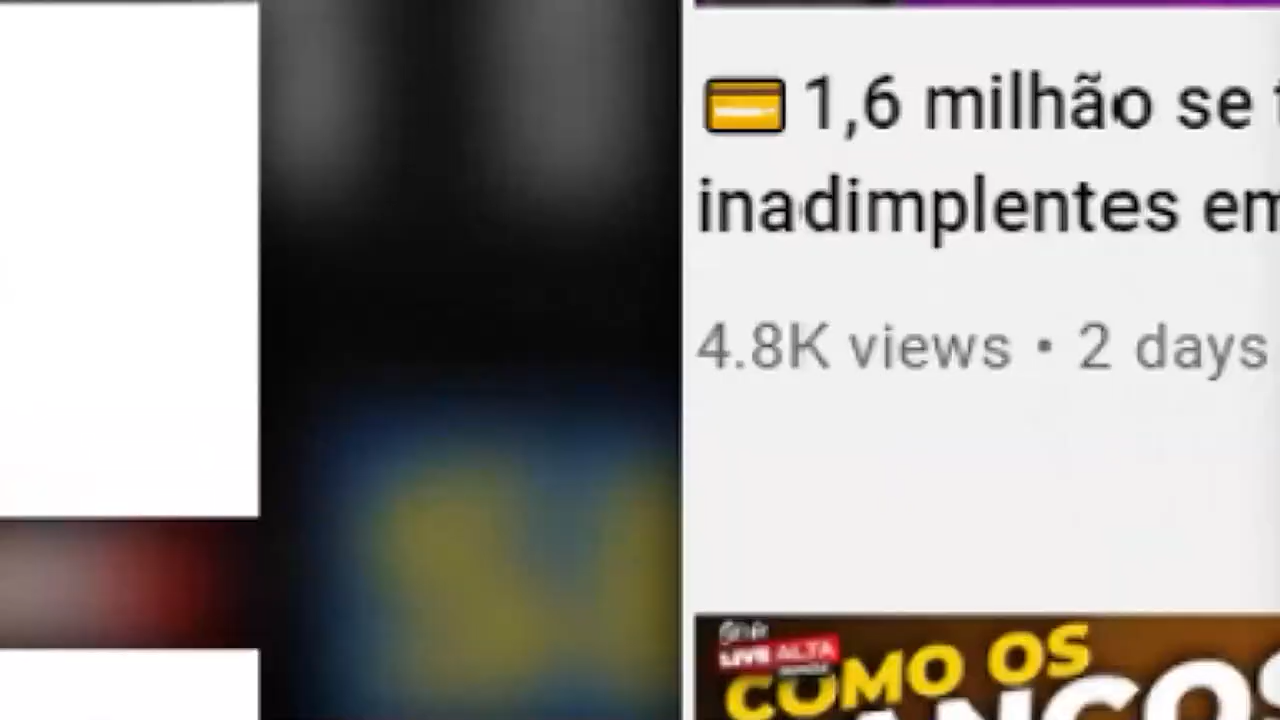 1,6 milhão se
inadimplentes em
4.8K views • 2 days
LIVE ALTA
COMO OS